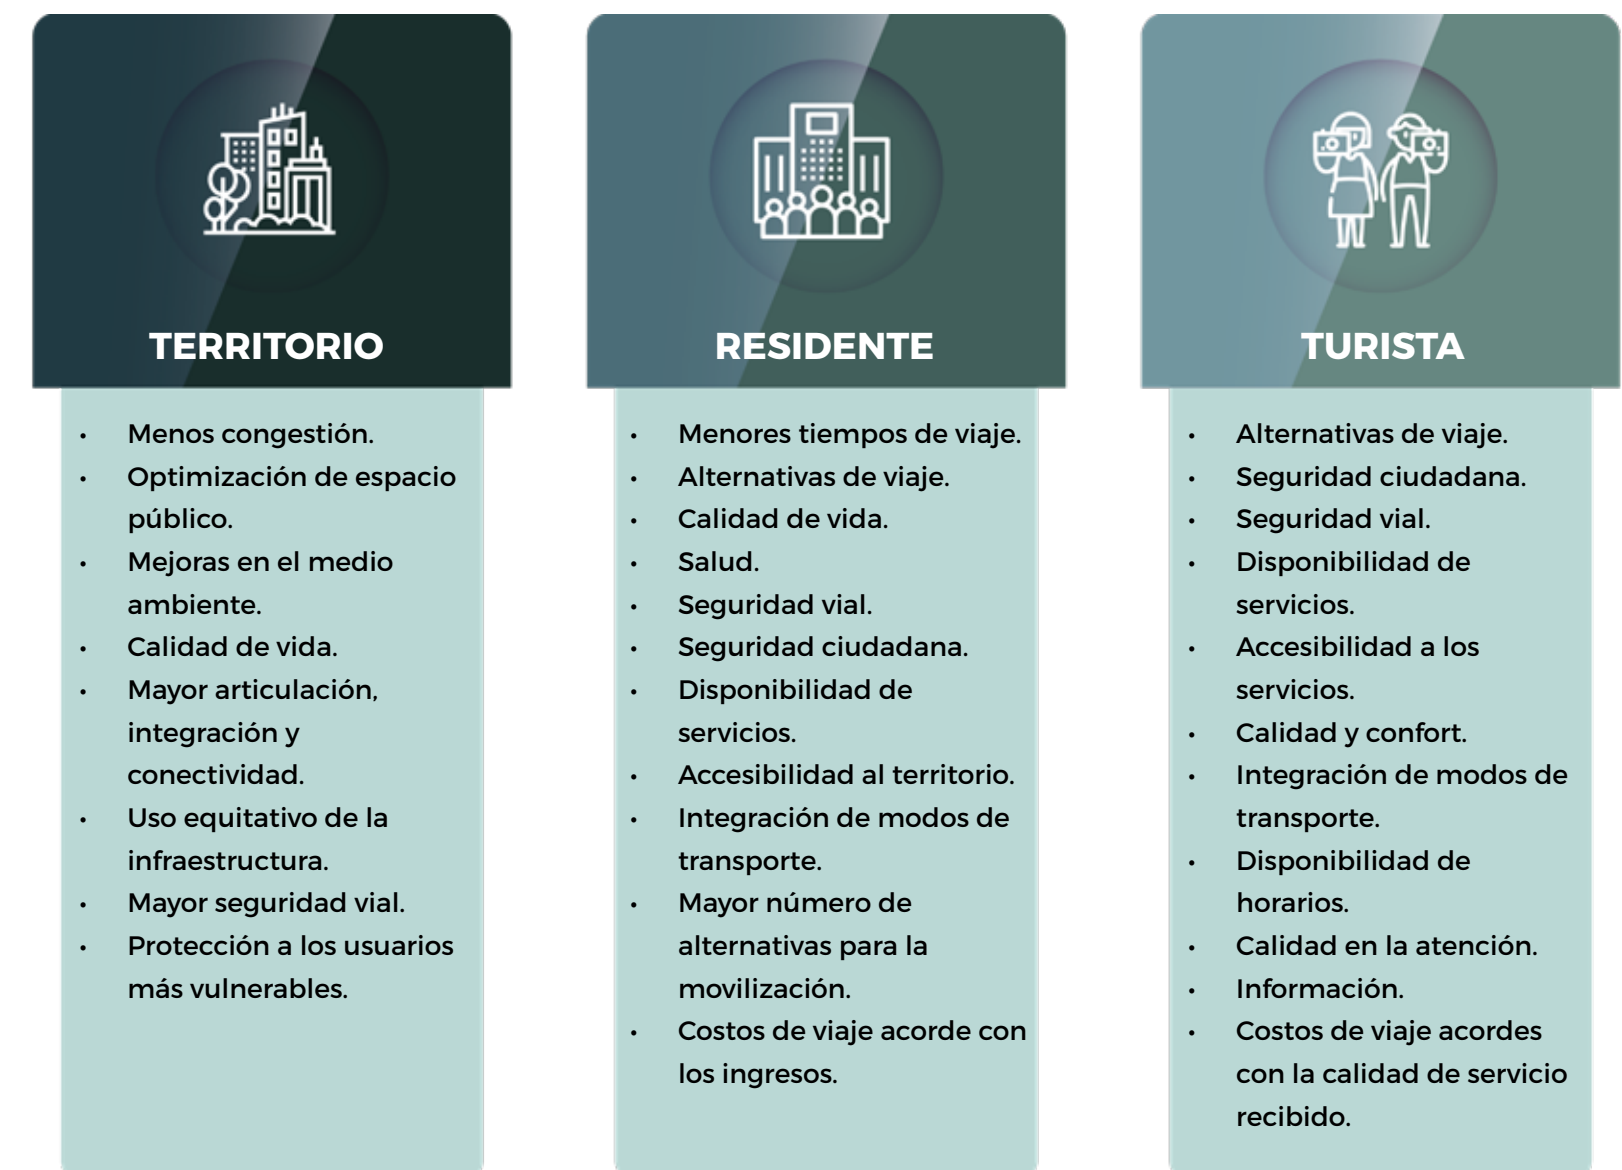 TERRITORIO
• Menos congestión.
• Optimización de espacio
público.
• Mejoras en el medio
ambiente.
• Calidad de vida.
• Mayor articulación,
integración y
conectividad.
• Uso equitativo de la
infraestructura.
• Mayor seguridad vial.
• Protección a los usuarios
más vulnerables.
RESIDENTE
• Menores tiempos de viaje.
• Alternativas de viaje.
• Calidad de vida.
• Salud.
• Seguridad vial.
• Seguridad ciudadana.
• Disponibilidad de
servicios.
• Accesibilidad al territorio.
• Integración de modos de
transporte.
• Mayor número de
alternativas para la
movilización.
• Costos de viaje acorde con
los ingresos.
TURISTA
• Alternativas de viaje.
• Seguridad ciudadana.
• Seguridad vial.
• Disponibilidad de
servicios.
• Accesibilidad a los
servicios.
• Calidad y confort.
• Integración de modos de
transporte.
• Disponibilidad de
horarios.
• Calidad en la atención.
• Información.
• Costos de viaje acordes
con la calidad de servicio
recibido.